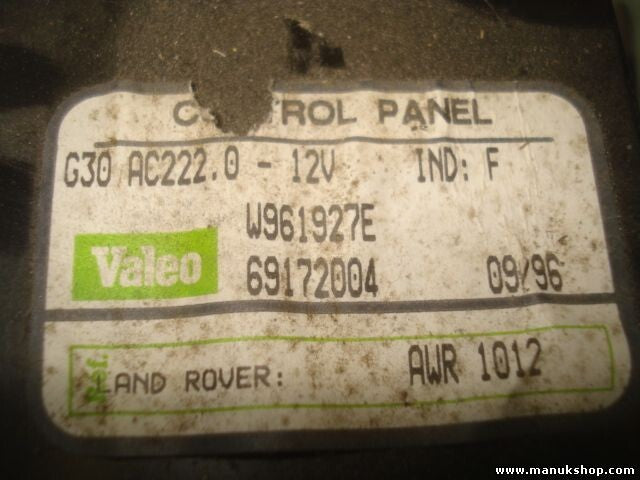 CONTROL PANEL
G30 AC222.0 - 12V IND: F
W961927E
Valeo 69172004 09/96
Réf. LAND ROVER: AWR 1012
www.manukshop.com